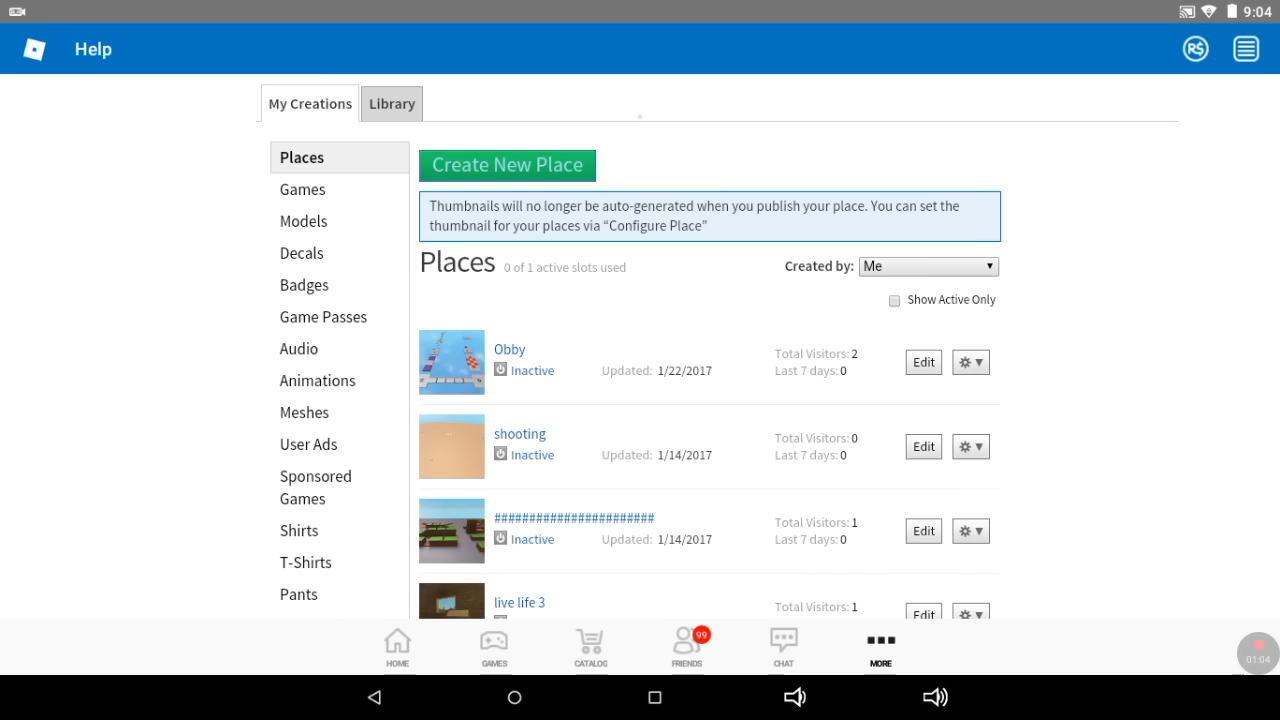 9:04
Help
R$
My Creations
Library
Places
Games
Models
Decals
Badges
Game Passes
Audio
Animations
Meshes
User Ads
Sponsored
Games
Shirts
T-Shirts
Pants
Create New Place
Thumbnails will no longer be auto-generated when you publish your place. You can set the
thumbnail for your places via “Configure Place”
Places 0 of 1 active slots used
Created by: Me
Show Active Only
Obby
Inactive Updated: 1/22/2017
Total Visitors: 2
Last 7 days: 0
Edit
shooting
Inactive Updated: 1/14/2017
Total Visitors: 0
Last 7 days: 0
Edit
#######################
Inactive Updated: 1/14/2017
Total Visitors: 1
Last 7 days: 0
Edit
live life 3
Total Visitors: 1
Edit
HOME
GAMES
CATALOG
99
FRIENDS
CHAT
MORE
01:04